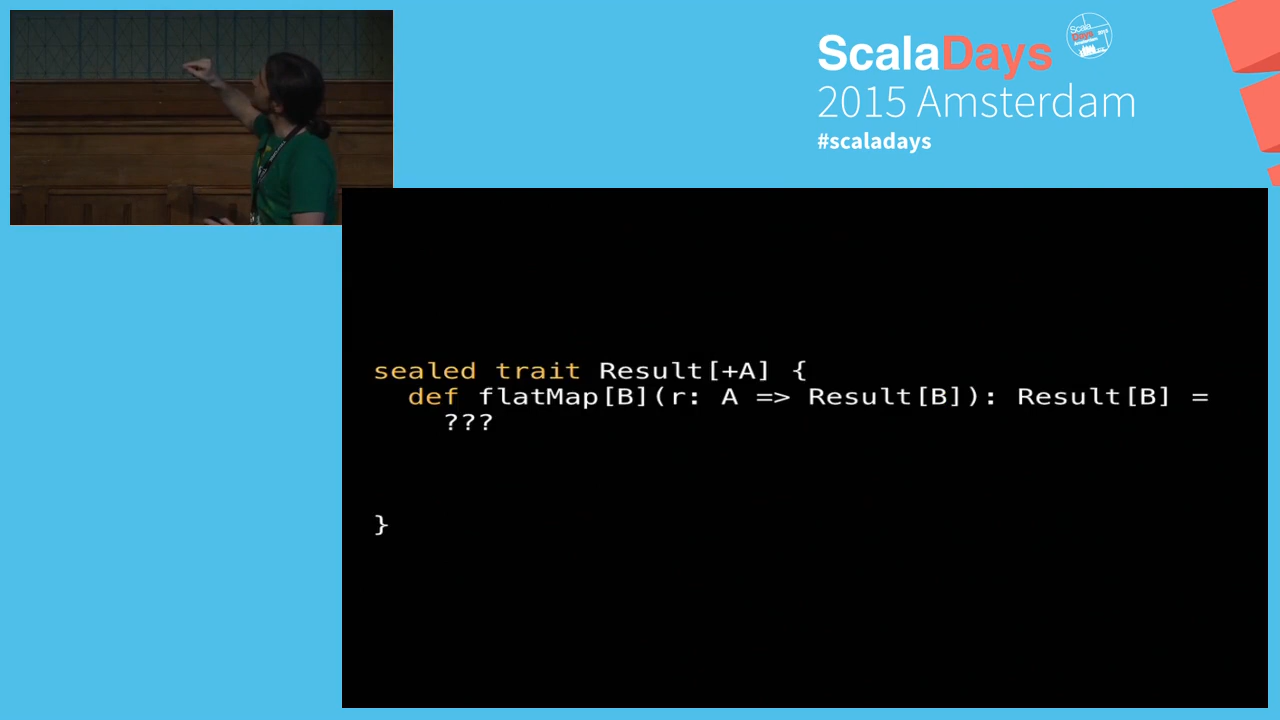 ScalaDays
2015 Amsterdam
#scaladays
sealed trait Result[+A] {
def flatMap[B](r: A => Result[B]): Result[B] =
???
}